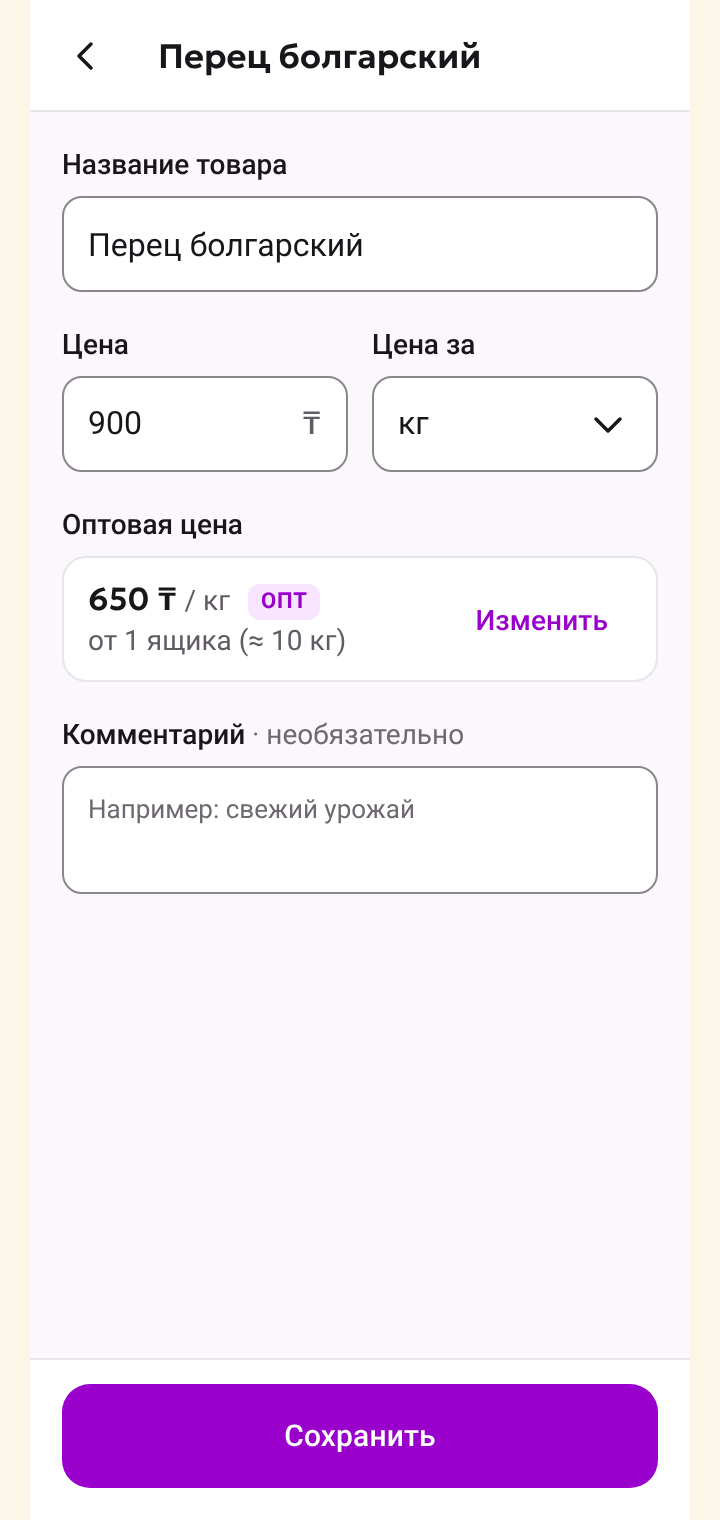 Перец болгарский
Название товара
Перец болгарский
Цена
Цена за
900 ₸
кг
Оптовая цена
650 ₸ / кг ОПТ
от 1 ящика (≈ 10 кг)
Изменить
Комментарий · необязательно
Например: свежий урожай
Сохранить